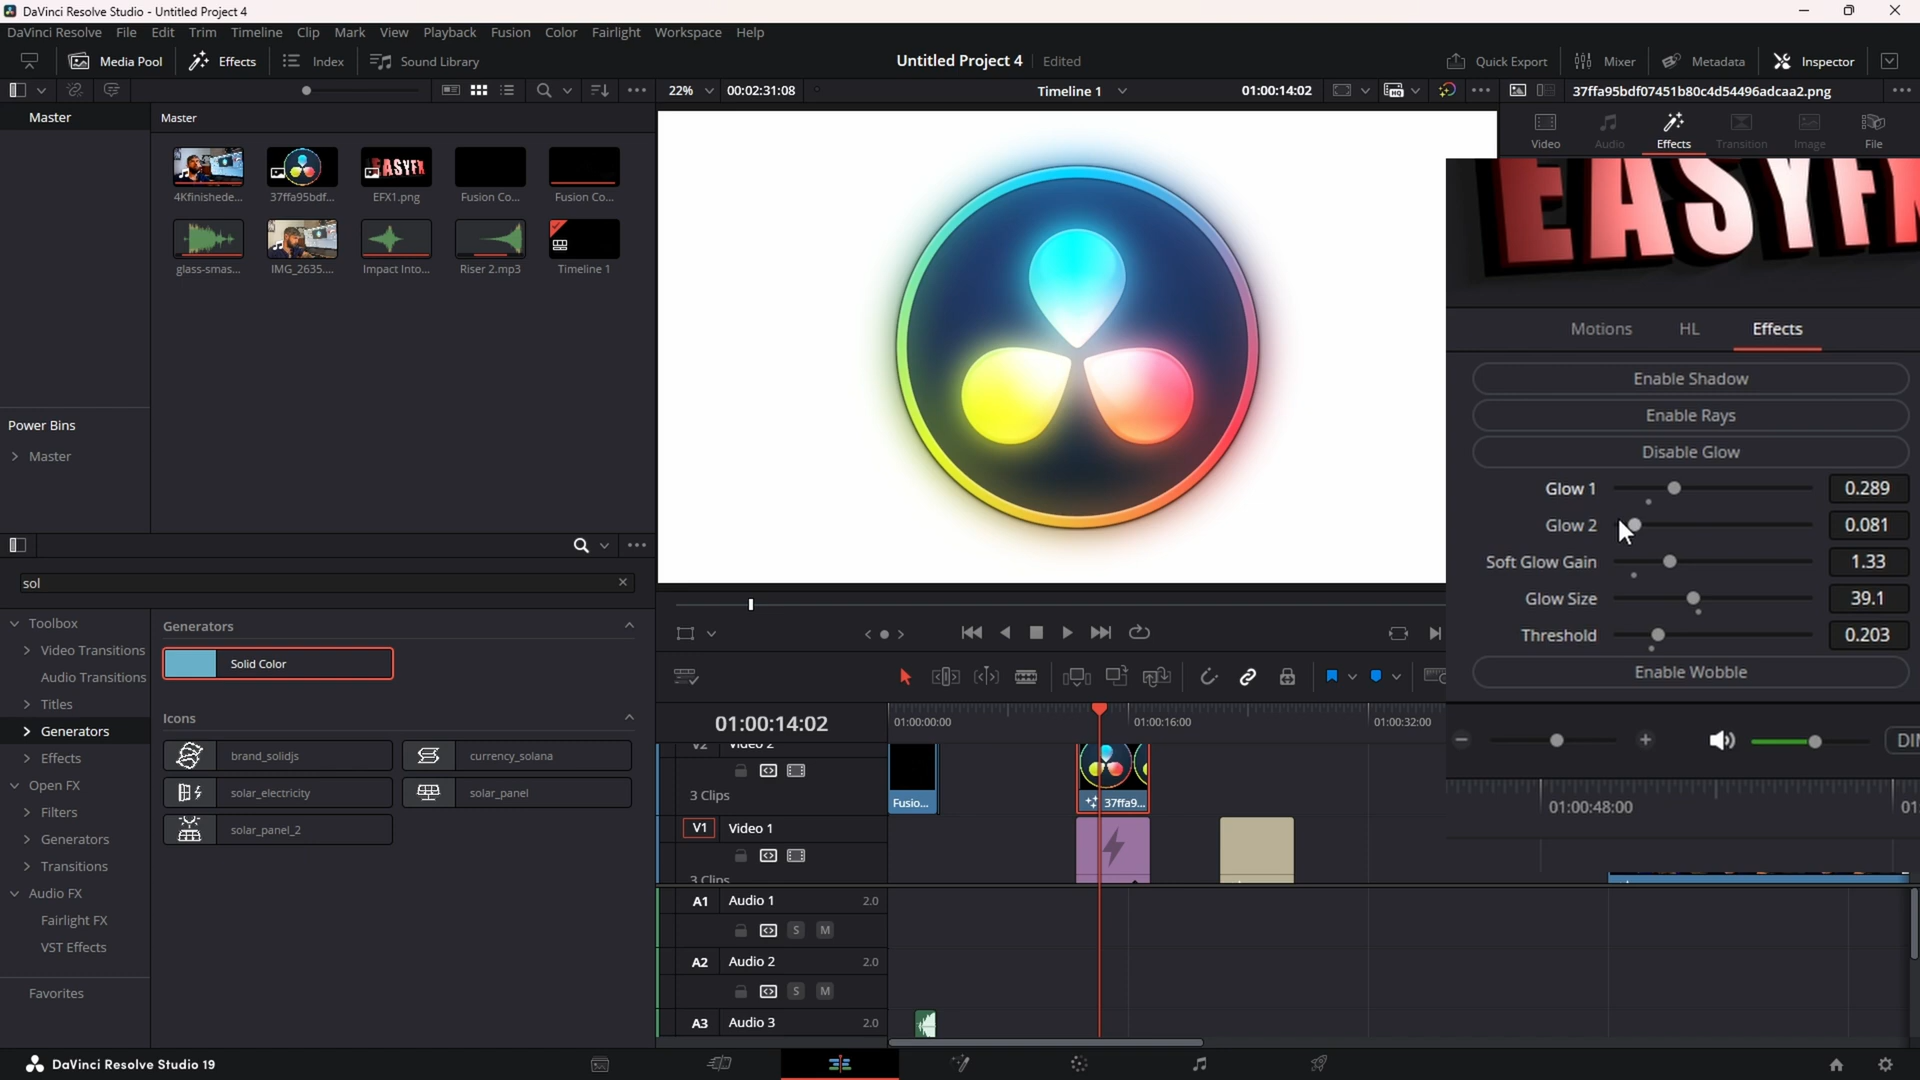 DaVinci Resolve Studio - Untitled Project 4
DaVinci Resolve File Edit Trim Timeline Clip Mark View Playback Fusion Color Fairlight Workspace Help
Media Pool Effects Index Sound Library Untitled Project 4 Edited Quick Export Mixer Metadata Inspector
22% 00:02:31:08 Timeline 1 01:00:14:02 37ffa95bdf07451b80c4d54496adcaa2.png
Master Master
Video Audio Effects Transition Image File
4Kfinishede... 37ffa95bdf... EFX1.png Fusion Co... Fusion Co...
glass-smas... IMG_2635.... Impact Into... Riser 2.mp3 Timeline 1
EASYFX
EASYFX
Motions HL Effects
Enable Shadow
Enable Rays
Disable Glow
Glow 1 0.289
Glow 2 0.081
Soft Glow Gain 1.33
Glow Size 39.1
Threshold 0.203
Enable Wobble
DIM
01:00:48:00 01
Power Bins
Master
sol
Toolbox
Video Transitions
Audio Transitions
Titles
Generators
Effects
Open FX
Filters
Generators
Transitions
Audio FX
Fairlight FX
VST Effects
Favorites
Generators
Solid Color
Icons
brand_solidjs currency_solana
solar_electricity solar_panel
solar_panel_2
01:00:14:02 01:00:00:00 01:00:16:00 01:00:32:00
V2 Video 2
3 Clips
Fusio... 37ffa9...
V1 Video 1
3 Clips
A1 Audio 1 2.0
S M
A2 Audio 2 2.0
S M
A3 Audio 3 2.0
DaVinci Resolve Studio 19